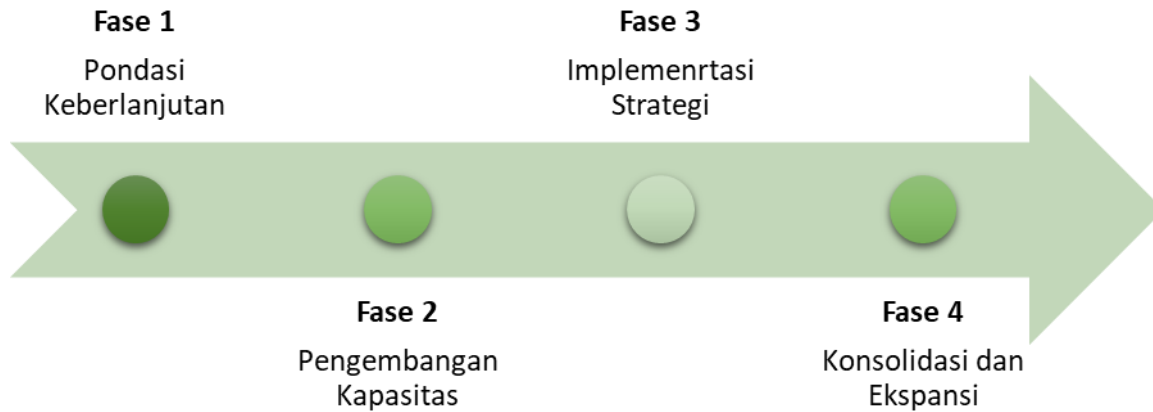 Fase 1
Pondasi
Keberlanjutan
Fase 2
Pengembangan
Kapasitas
Fase 3
Implemenrtasi
Strategi
Fase 4
Konsolidasi dan
Ekspansi